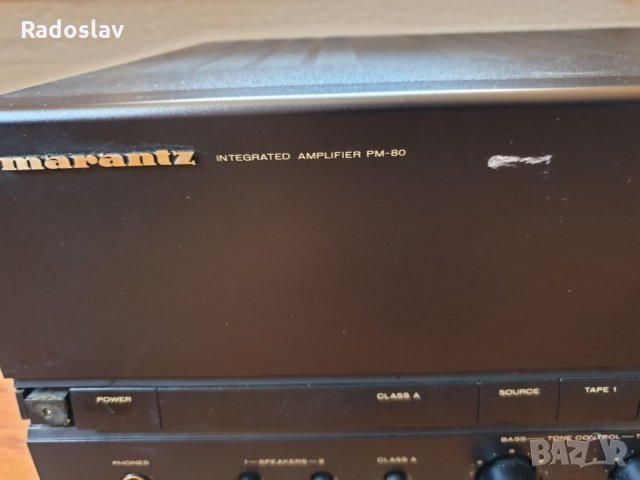 Radoslav
marantz INTEGRATED AMPLIFIER PM-80
POWER CLASS A SOURCE TAPE 1
BASS TONE CONTROL
PHONES 1 SPEAKERS 2 CLASS A
BAZAR